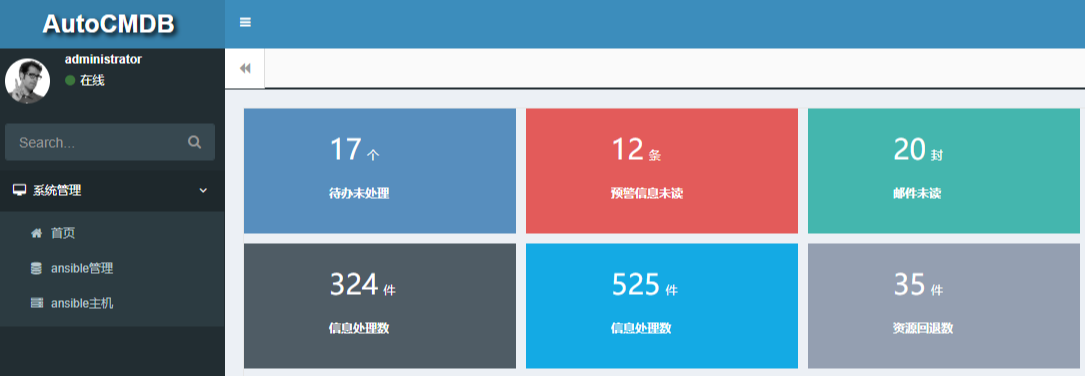 AutoCMDB
administrator
在线
Search...
系统管理
首页
ansible管理
ansible主机
17 个
待办未处理
12 条
预警信息未读
20 封
邮件未读
324 件
信息处理数
525 件
信息处理数
35 件
资源回退数